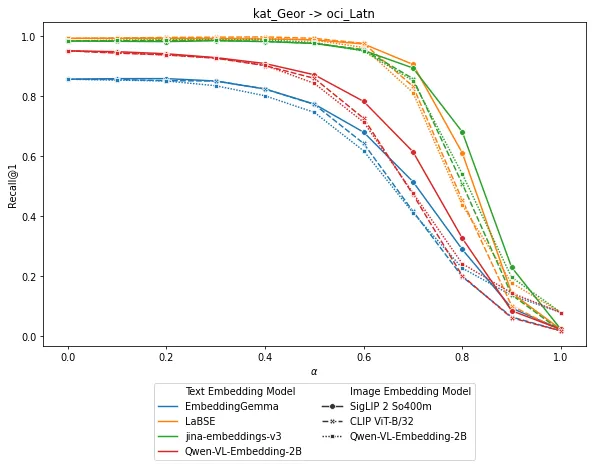 kat_Geor -> oci_Latn
Recall@1
1.0
0.8
0.6
0.4
0.2
0.0
0.0 0.2 0.4 0.6 0.8 1.0
α
Text Embedding Model
EmbeddingGemma
LaBSE
jina-embeddings-v3
Qwen-VL-Embedding-2B
Image Embedding Model
SigLIP 2 So400m
CLIP ViT-B/32
Qwen-VL-Embedding-2B